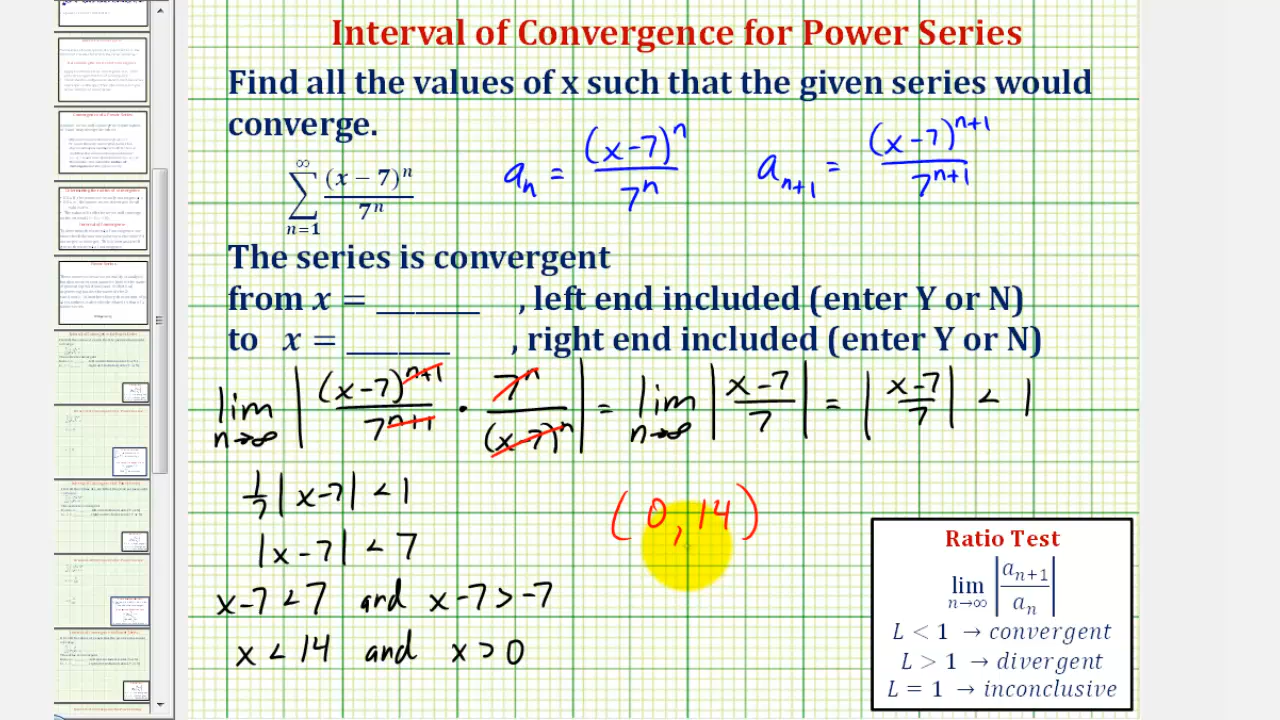 Interval of Convergence for Power Series
Find all the values of x such that the given series would
converge.
∑_{n=1}^{∞} (x − 7)^n / 7^n
a_n = (x−7)^n / 7^n
a_{n+1} = (x−7)^{n+1} / 7^{n+1}
The series is convergent
from x = ______ , left end included (enter Y or N)
to x = ______ , right end included (enter Y or N)
lim_{n→∞} | (x−7)^{n+1} / 7^{n+1} · 7^n / (x−7)^n | = lim_{n→∞} | (x−7)/7 | = | (x−7)/7 | < 1
1/7 | x−7 | < 1
| x−7 | < 7
x−7 < 7 and x−7 > −7
x < 14 and x > 0
(0, 14)
Ratio Test
lim_{n→∞} | a_{n+1} / a_n |
L < 1 → convergent
L > 1 → divergent
L = 1 → inconclusive